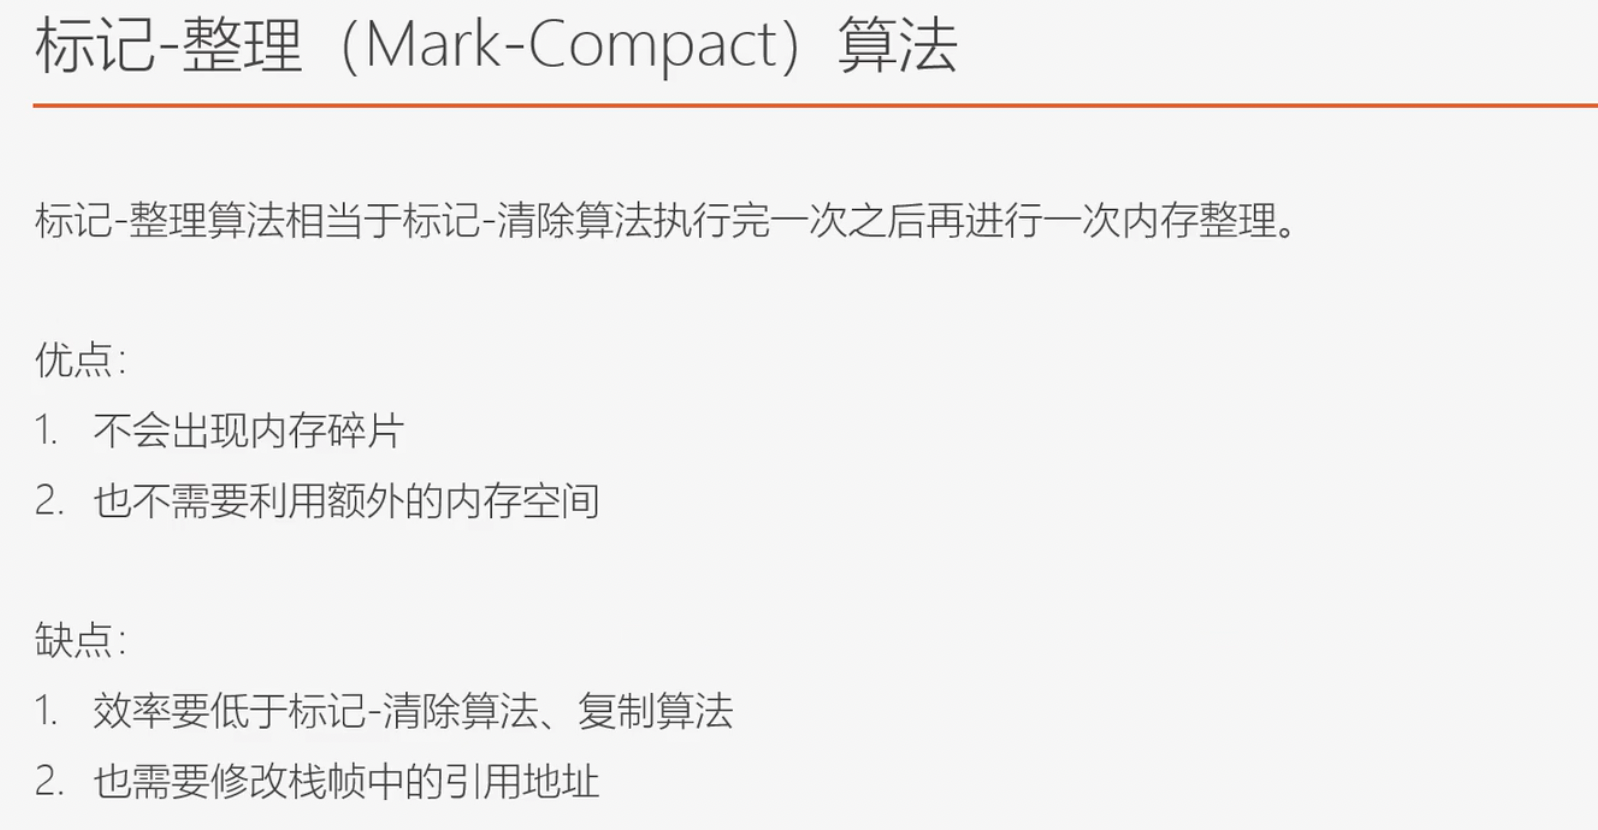 标记-整理（Mark-Compact）算法
标记-整理算法相当于标记-清除算法执行完一次之后再进行一次内存整理。
优点：
1. 不会出现内存碎片
2. 也不需要利用额外的内存空间
缺点：
1. 效率要低于标记-清除算法、复制算法
2. 也需要修改栈帧中的引用地址